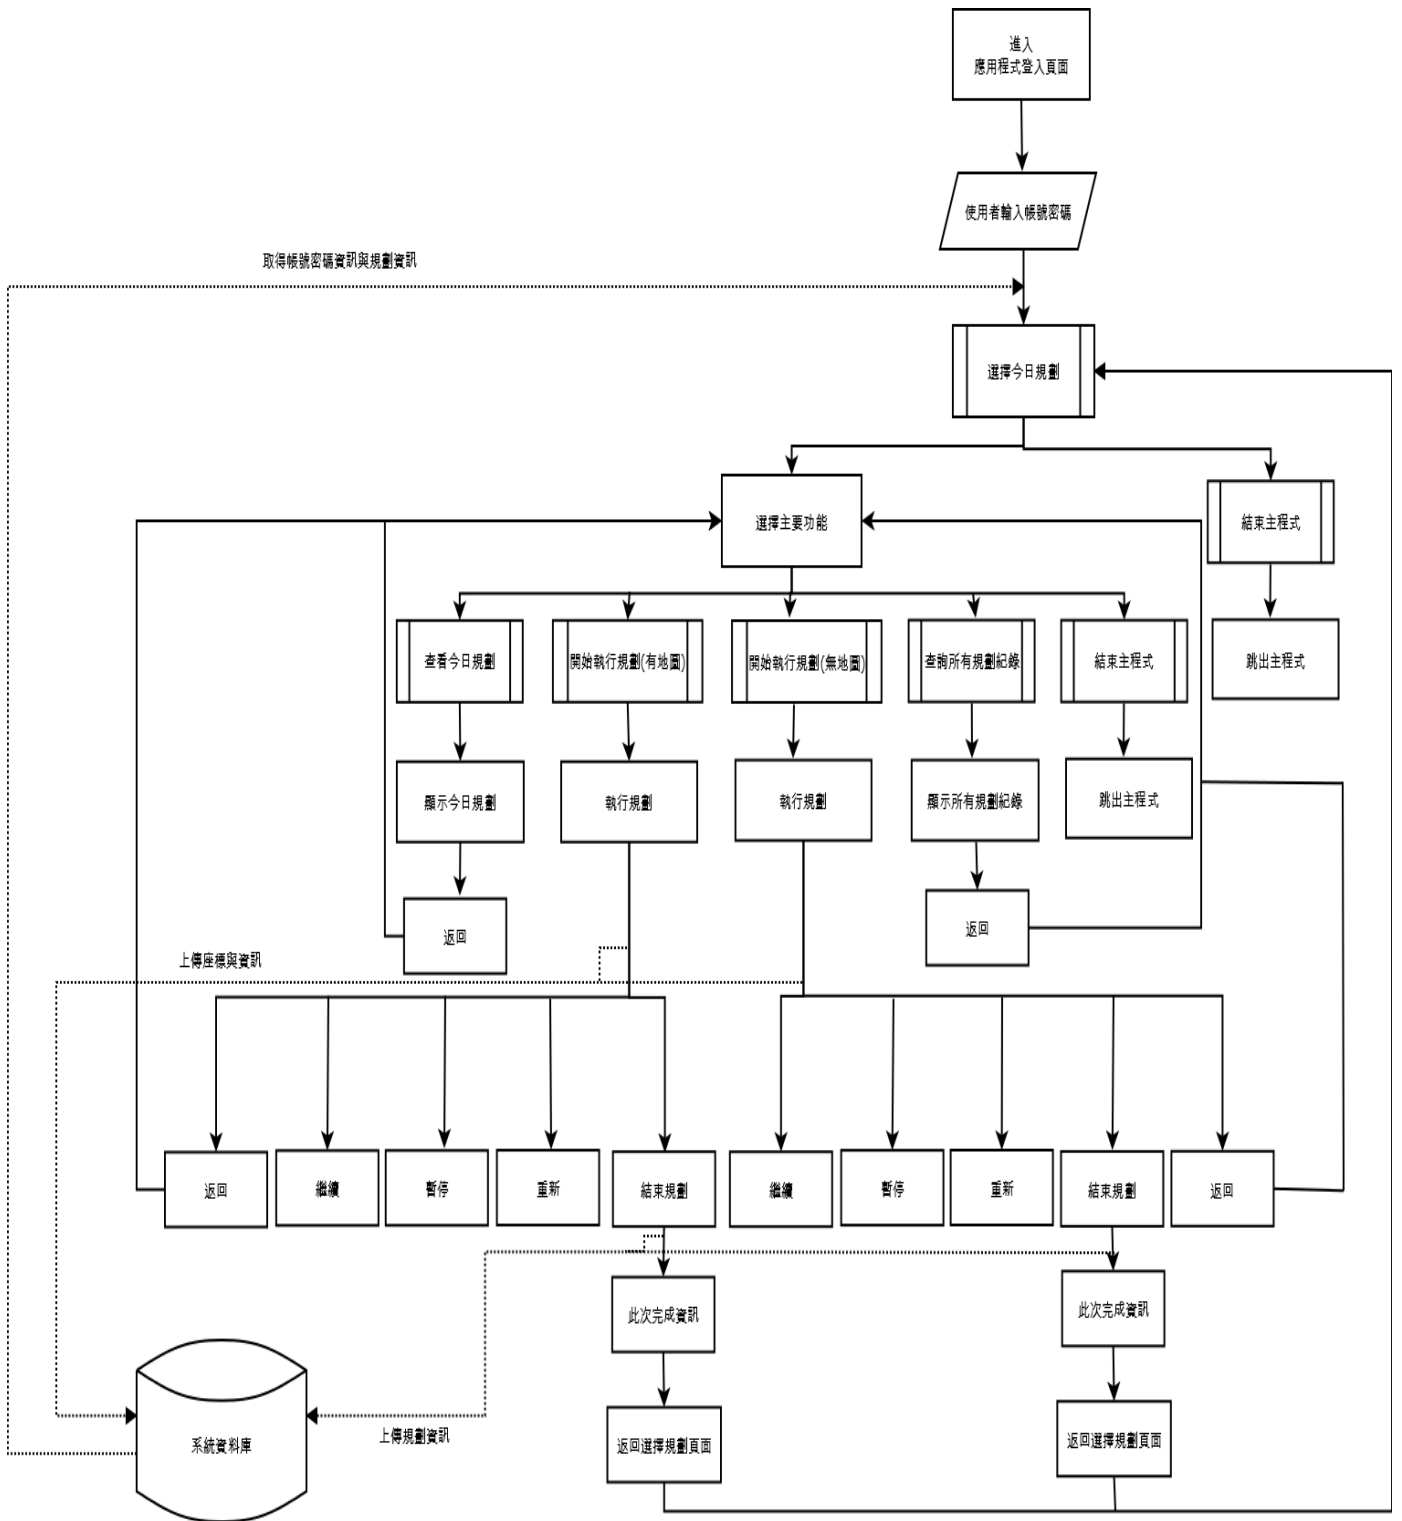 進入
應用程式登入頁面
使用者輸入帳號密碼
取得帳號密碼資訊與規劃資訊
選擇今日規劃
選擇主要功能
結束主程式
查看今日規劃
開始執行規劃(有地圖)
開始執行規劃(無地圖)
查詢所有規劃紀錄
結束主程式
跳出主程式
顯示今日規劃
執行規劃
執行規劃
顯示所有規劃紀錄
跳出主程式
返回
返回
上傳座標與資訊
返回
繼續
暫停
重新
結束規劃
繼續
暫停
重新
結束規劃
返回
此次完成資訊
此次完成資訊
系統資料庫
上傳規劃資訊
返回選擇規劃頁面
返回選擇規劃頁面